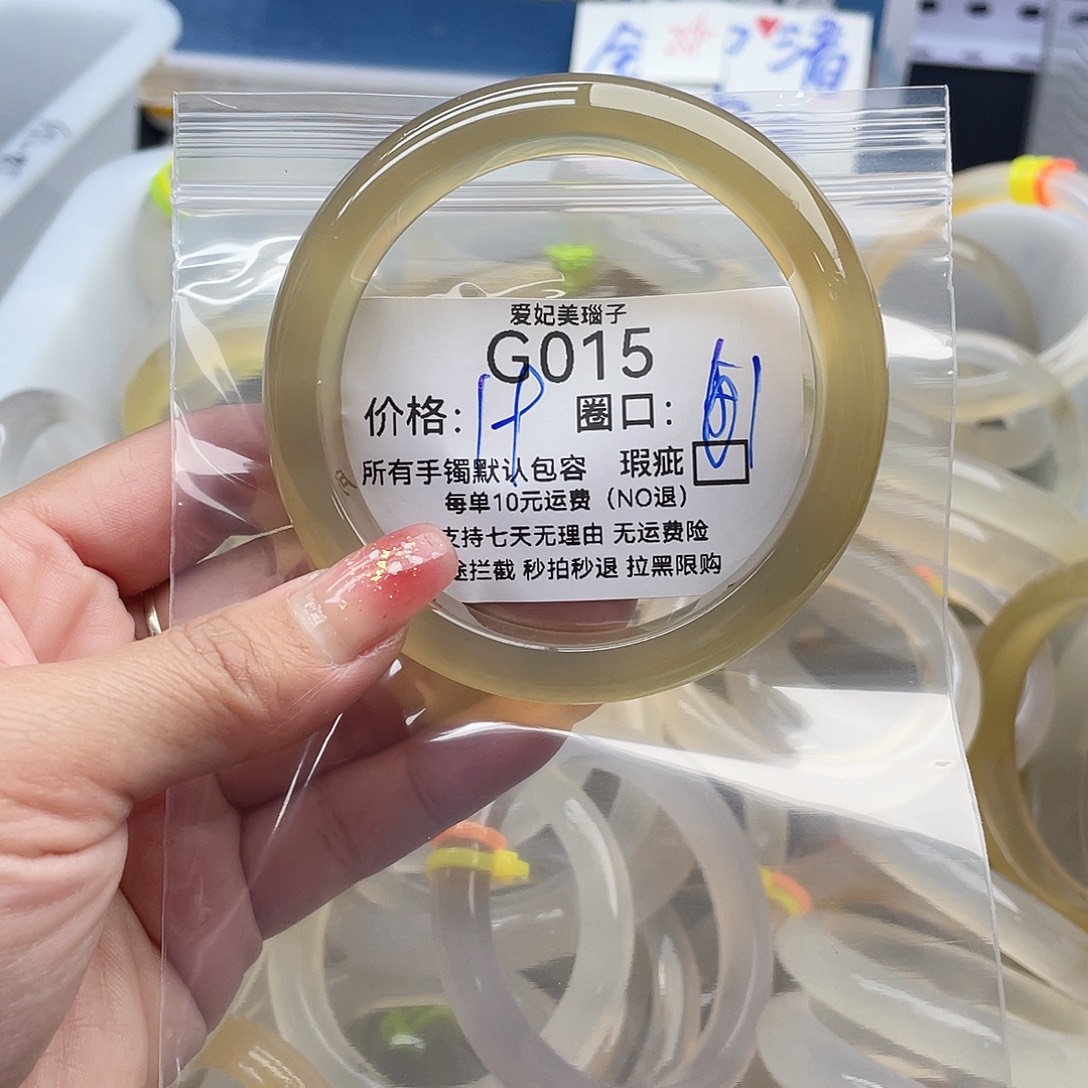 爱妃美瑙子
G015
价格： 圈口：
所有手镯默认包容 瑕疵
每单10元运费（NO退）
支持七天无理由 无运费险
途拦截 秒拍秒退 拉黑限购